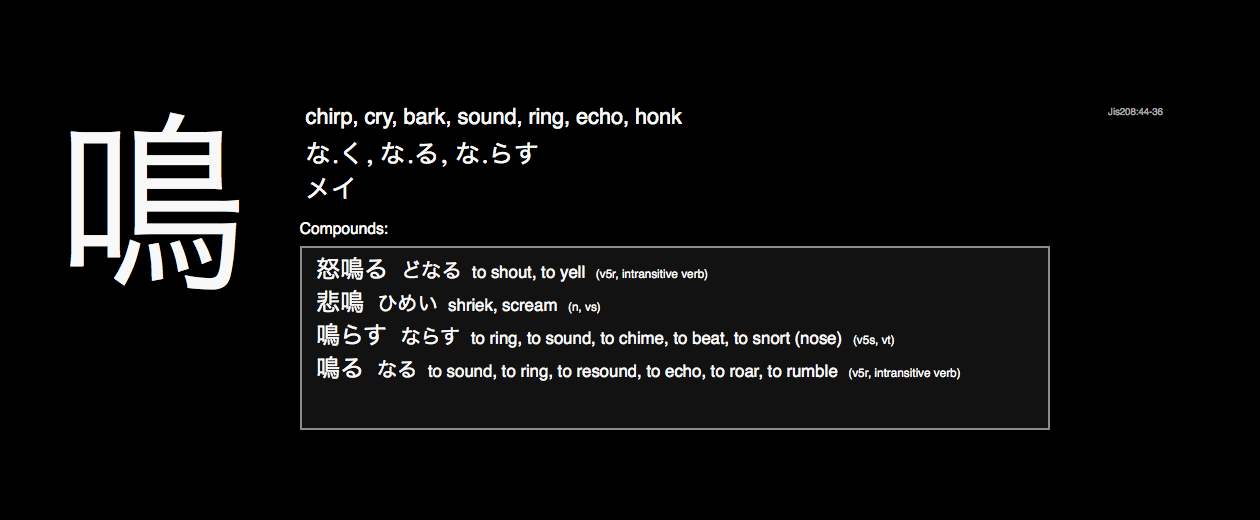 鳴
chirp, cry, bark, sound, ring, echo, honk
Jis208:44-36
な.く, な.る, な.らす
メイ
Compounds:
怒鳴る どなる to shout, to yell (v5r, intransitive verb)
悲鳴 ひめい shriek, scream (n, vs)
鳴らす ならす to ring, to sound, to chime, to beat, to snort (nose) (v5s, vt)
鳴る なる to sound, to ring, to resound, to echo, to roar, to rumble (v5r, intransitive verb)